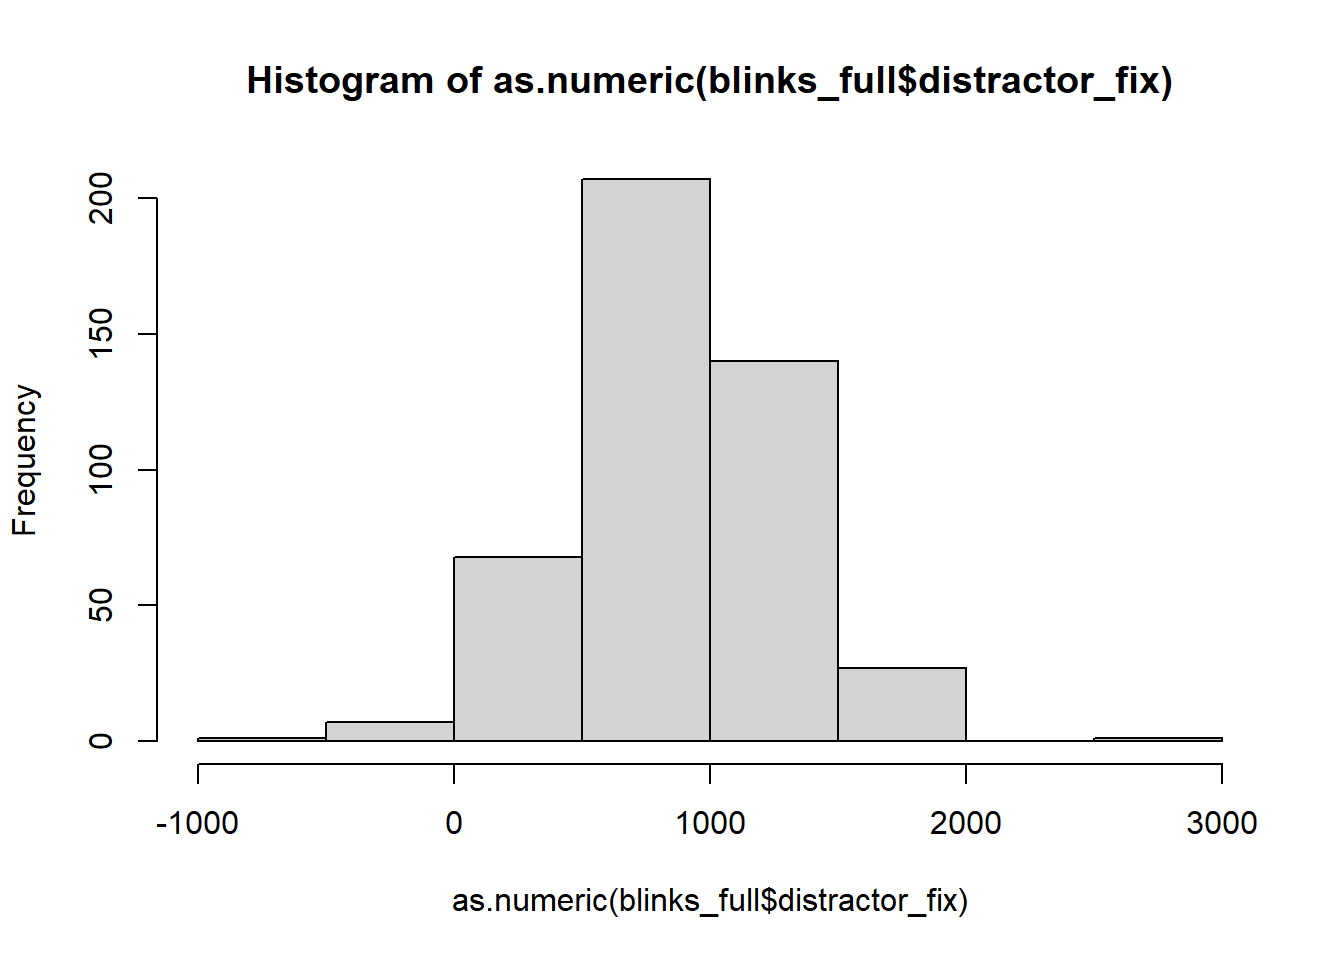 Histogram of as.numeric(blinks_full$distractor_fix)
200
150
100
50
0
Frequency
-1000 0 1000 2000 3000
as.numeric(blinks_full$distractor_fix)